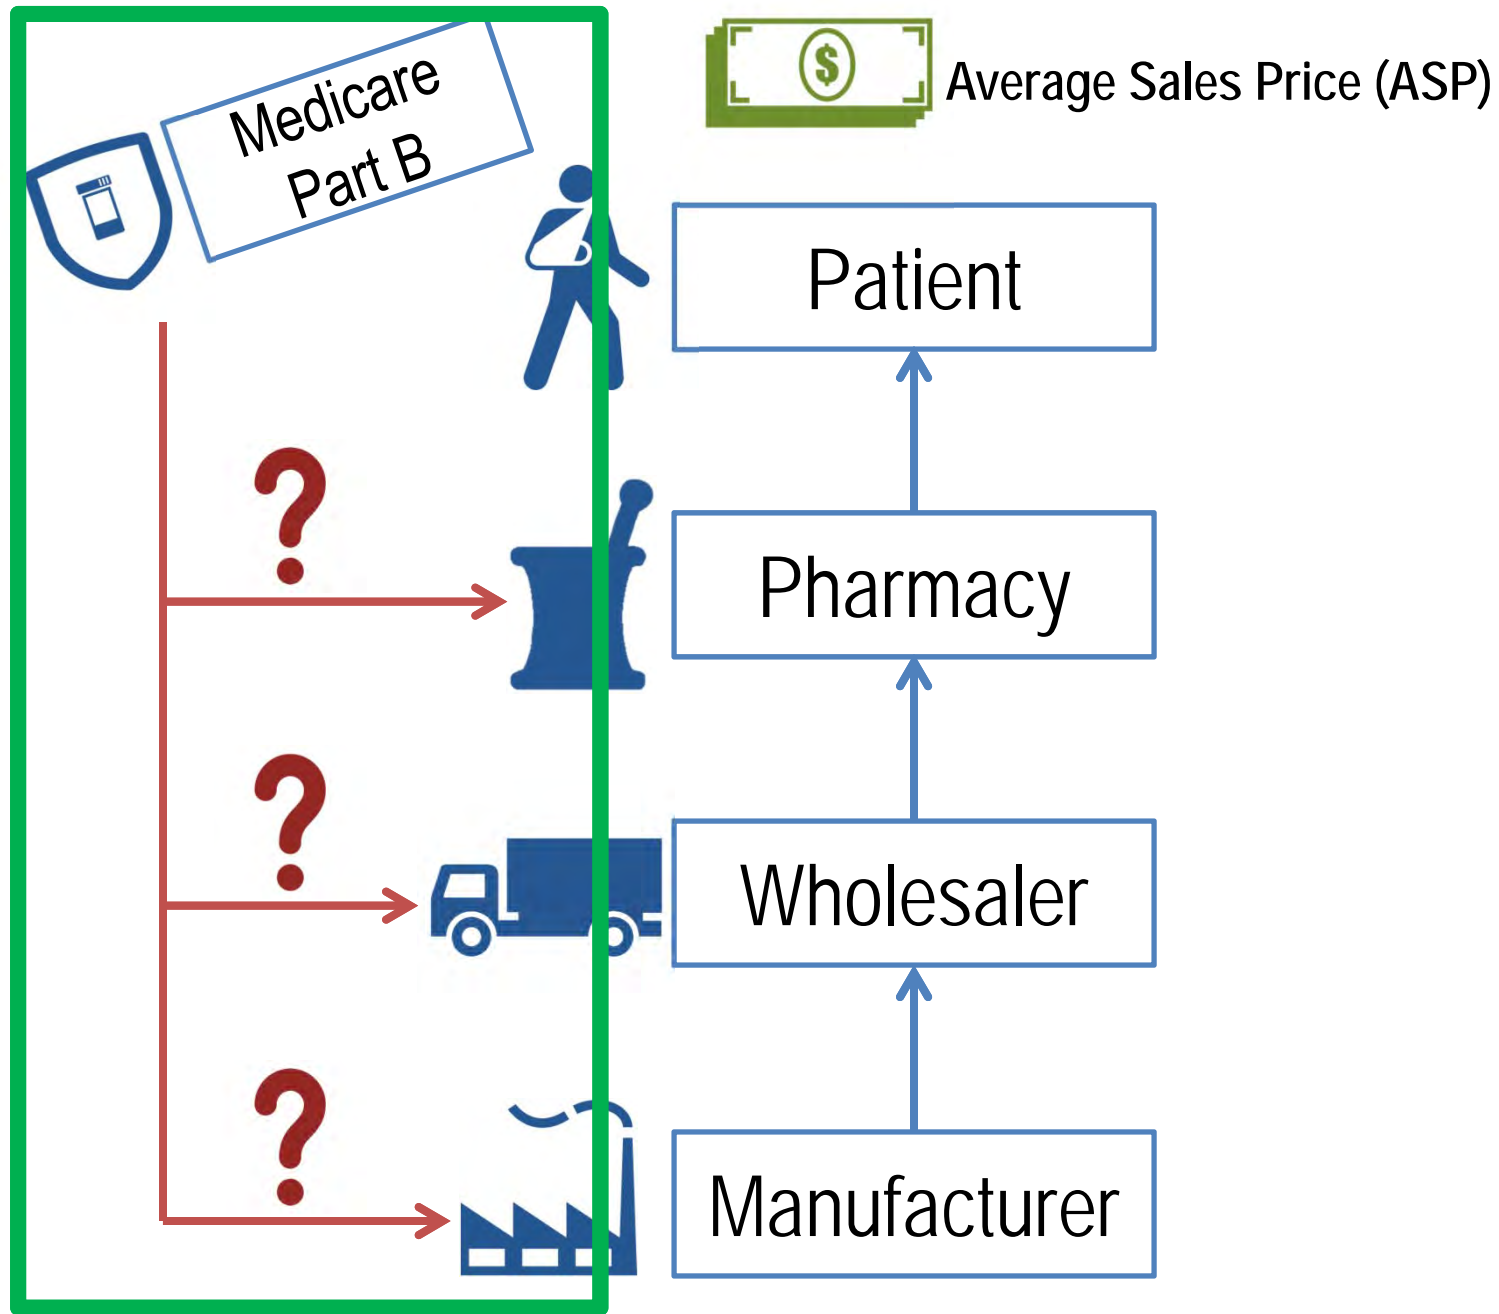 Average Sales Price (ASP)
Medicare
Part B
Patient
?
Pharmacy
?
Wholesaler
?
Manufacturer
$